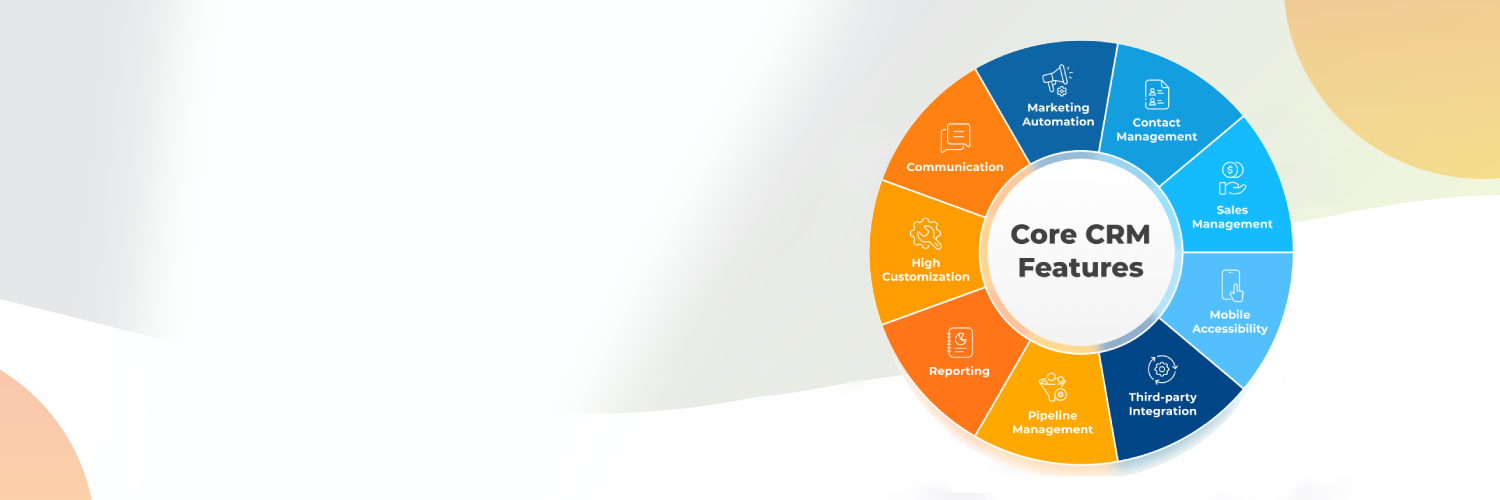 Core CRM
Features
Marketing
Automation
Contact
Management
Sales
Management
Mobile
Accessibility
Third-party
Integration
Pipeline
Management
Reporting
High
Customization
Communication